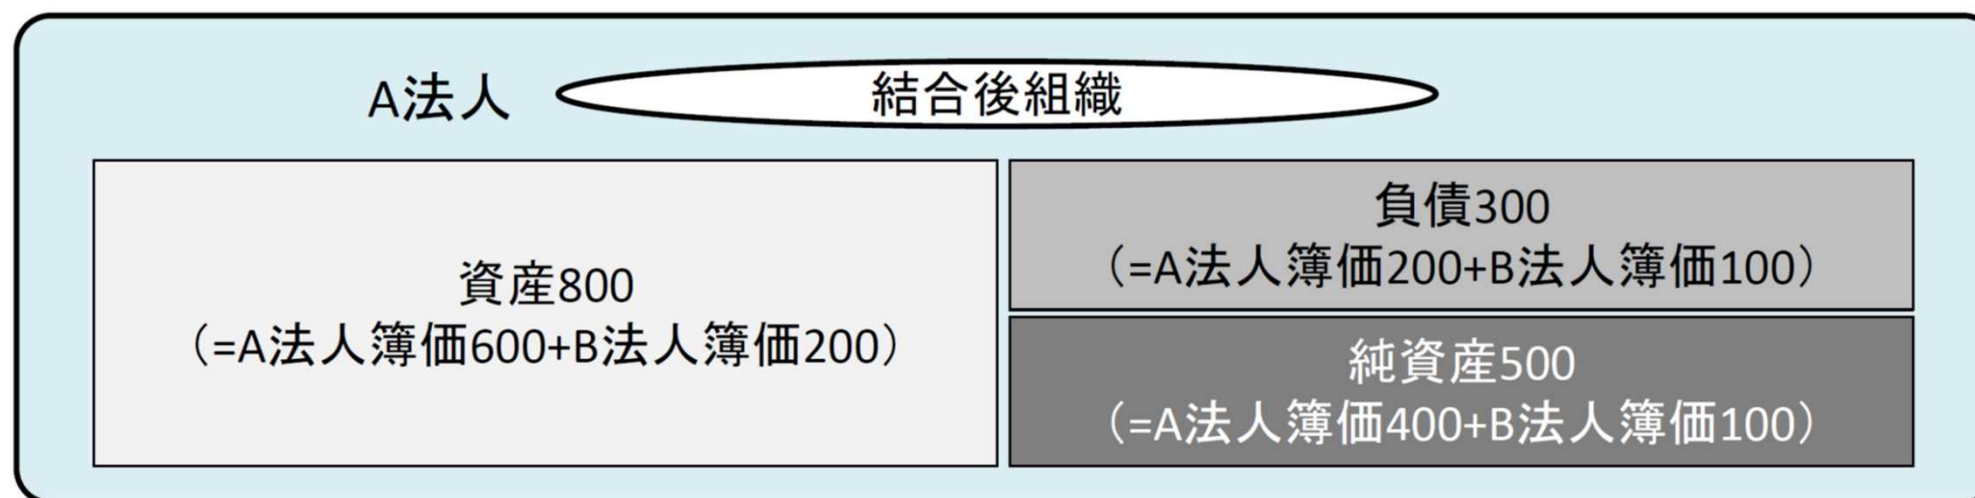 A法人
結合後組織
資産800
（=A法人簿価600+B法人簿価200）
負債300
（=A法人簿価200+B法人簿価100）
純資産500
（=A法人簿価400+B法人簿価100）